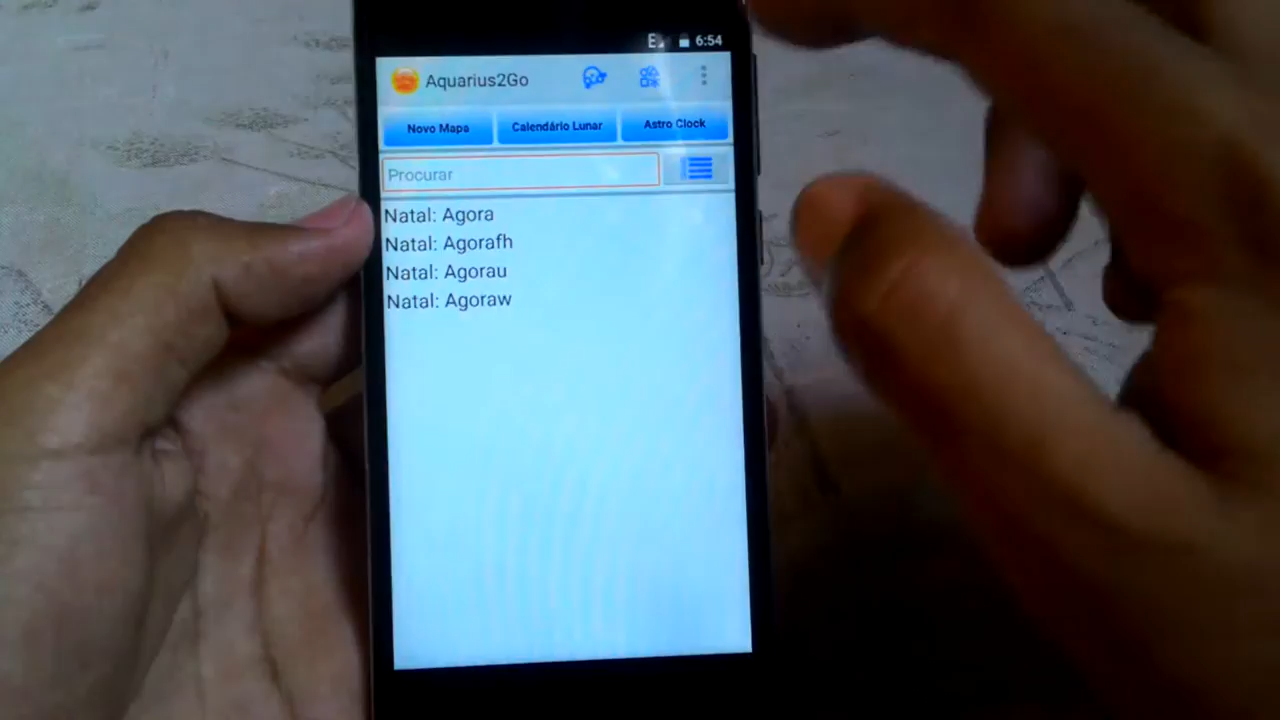 6:54
Aquarius2Go
Novo Mapa Calendário Lunar Astro Clock
Procurar
Natal: Agora
Natal: Agorafh
Natal: Agorau
Natal: Agoraw